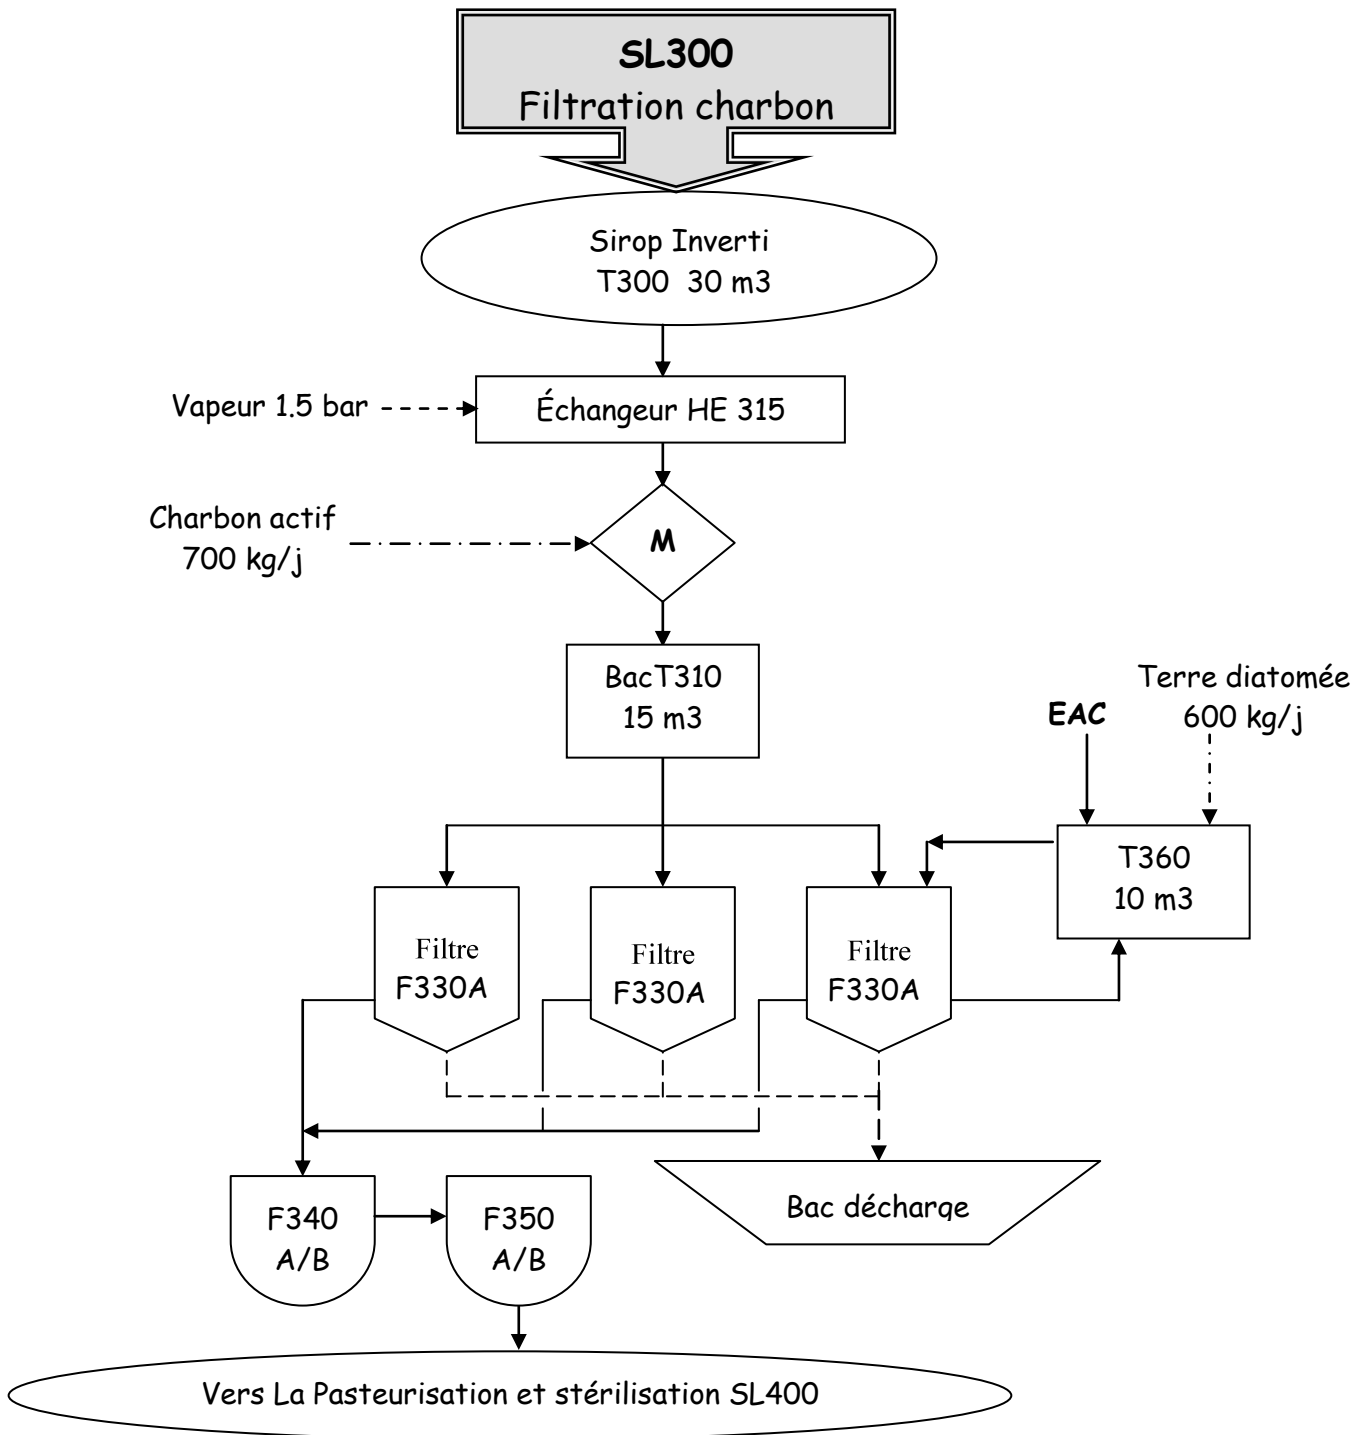 SL300
Filtration charbon
Sirop Inverti
T300 30 m3
Vapeur 1.5 bar
Échangeur HE 315
Charbon actif
700 kg/j
M
BacT310
15 m3
Terre diatomée
600 kg/j
EAC
T360
10 m3
Filtre
F330A
Filtre
F330A
Filtre
F330A
F340
A/B
F350
A/B
Bac décharge
Vers La Pasteurisation et stérilisation SL400